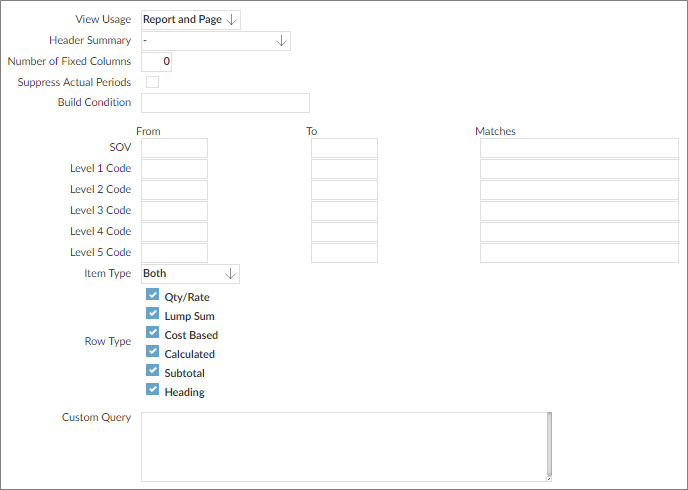 View Usage Report and Page
Header Summary -
Number of Fixed Columns 0
Suppress Actual Periods
Build Condition
From To Matches
SOV
Level 1 Code
Level 2 Code
Level 3 Code
Level 4 Code
Level 5 Code
Item Type Both
Qty/Rate
Lump Sum
Cost Based
Row Type
Calculated
Subtotal
Heading
Custom Query